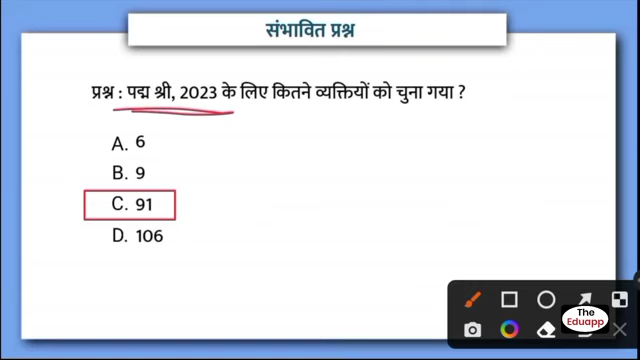 संभावित प्रश्न
प्रश्न : पद्म श्री, 2023 के लिए कितने व्यक्तियों को चुना गया ?
A. 6
B. 9
C. 91
D. 106
The
Eduapp